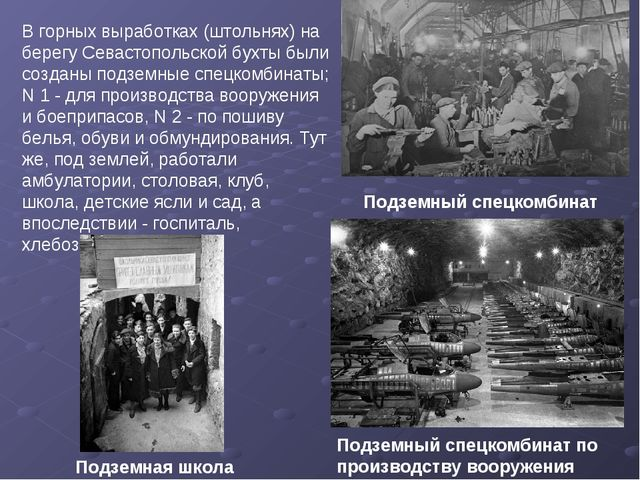 В горных выработках (штольнях) на
берегу Севастопольской бухты были
созданы подземные спецкомбинаты;
N 1 - для производства вооружения
и боеприпасов, N 2 - по пошиву
белья, обуви и обмундирования. Тут
же, под землей, работали
амбулатории, столовая, клуб,
школа, детские ясли и сад, а
впоследствии - госпиталь,
хлебоз
Подземный спецкомбинат
Подземная школа
Подземный спецкомбинат по
производству вооружения